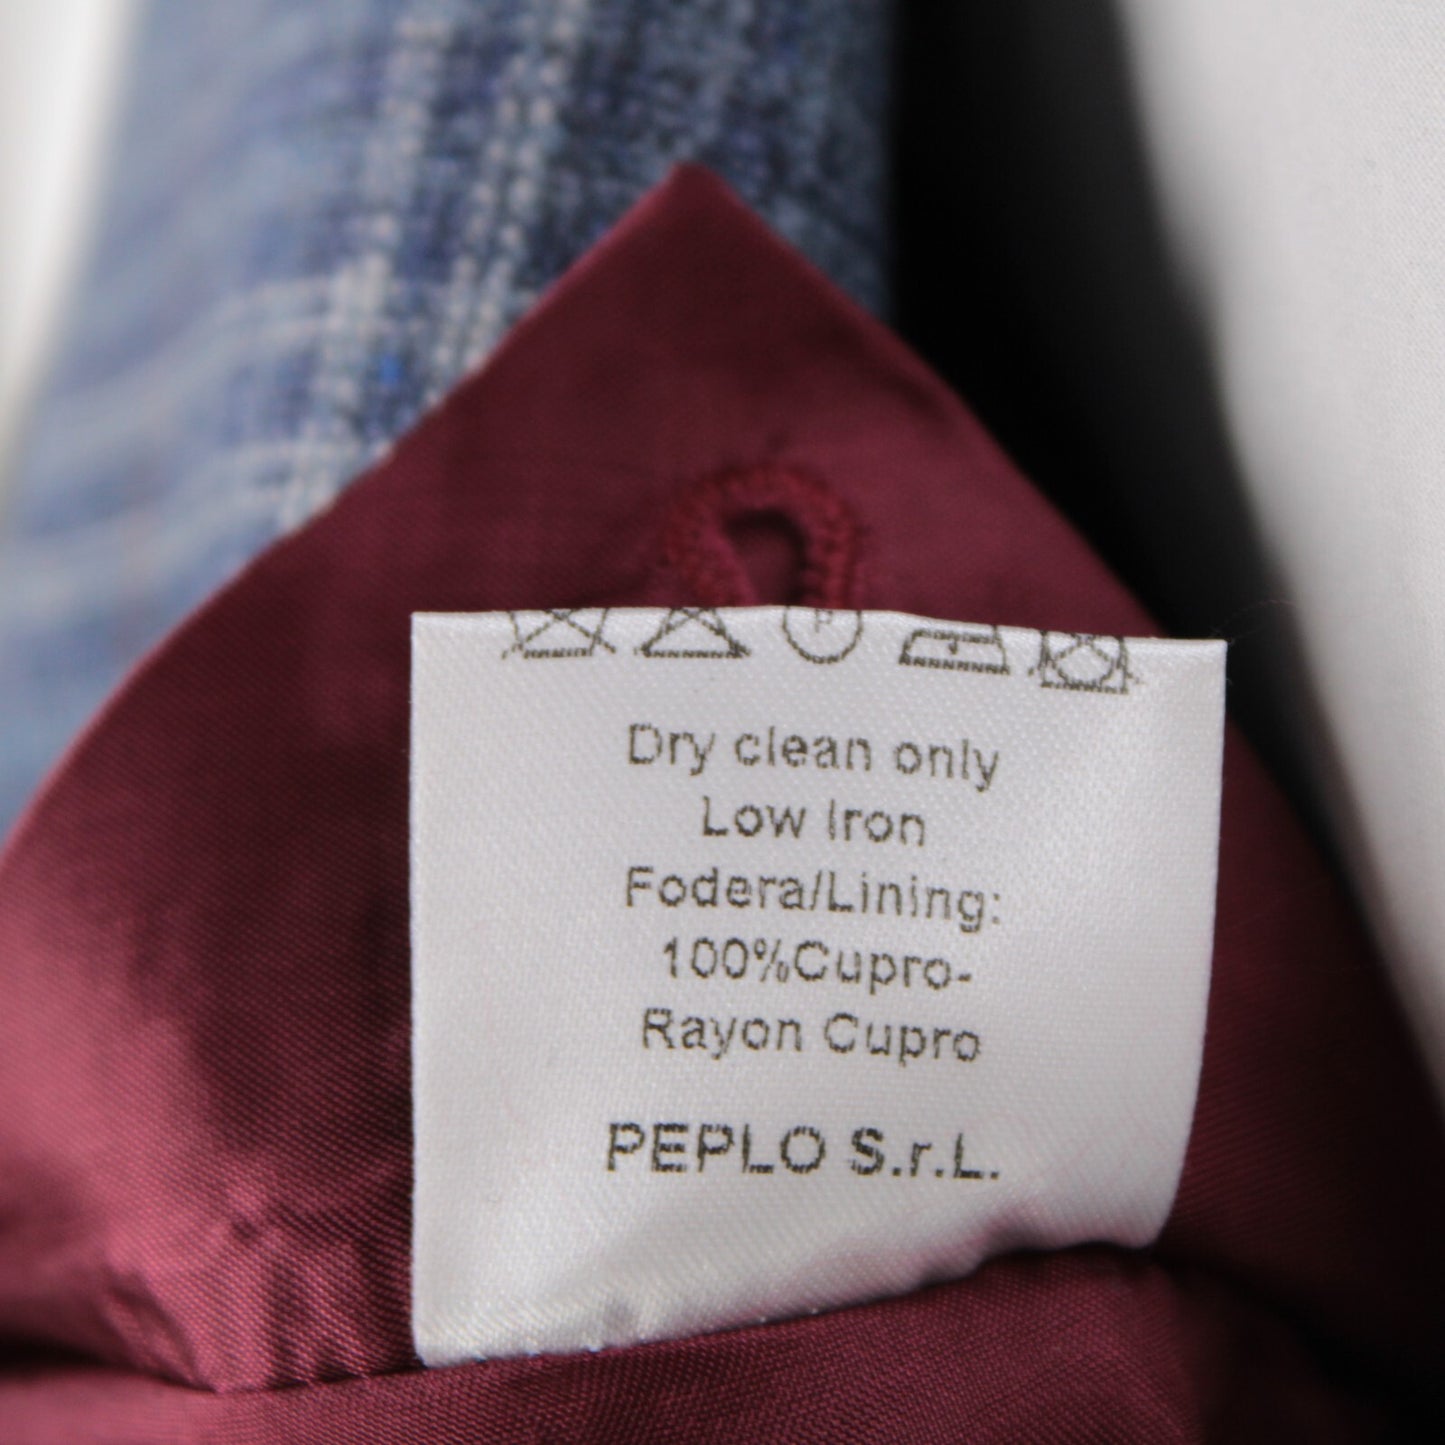 P
Dry clean only
Low Iron
Fodera/Lining:
100%Cupro-
Rayon Cupro
PEPLO S.r.L.